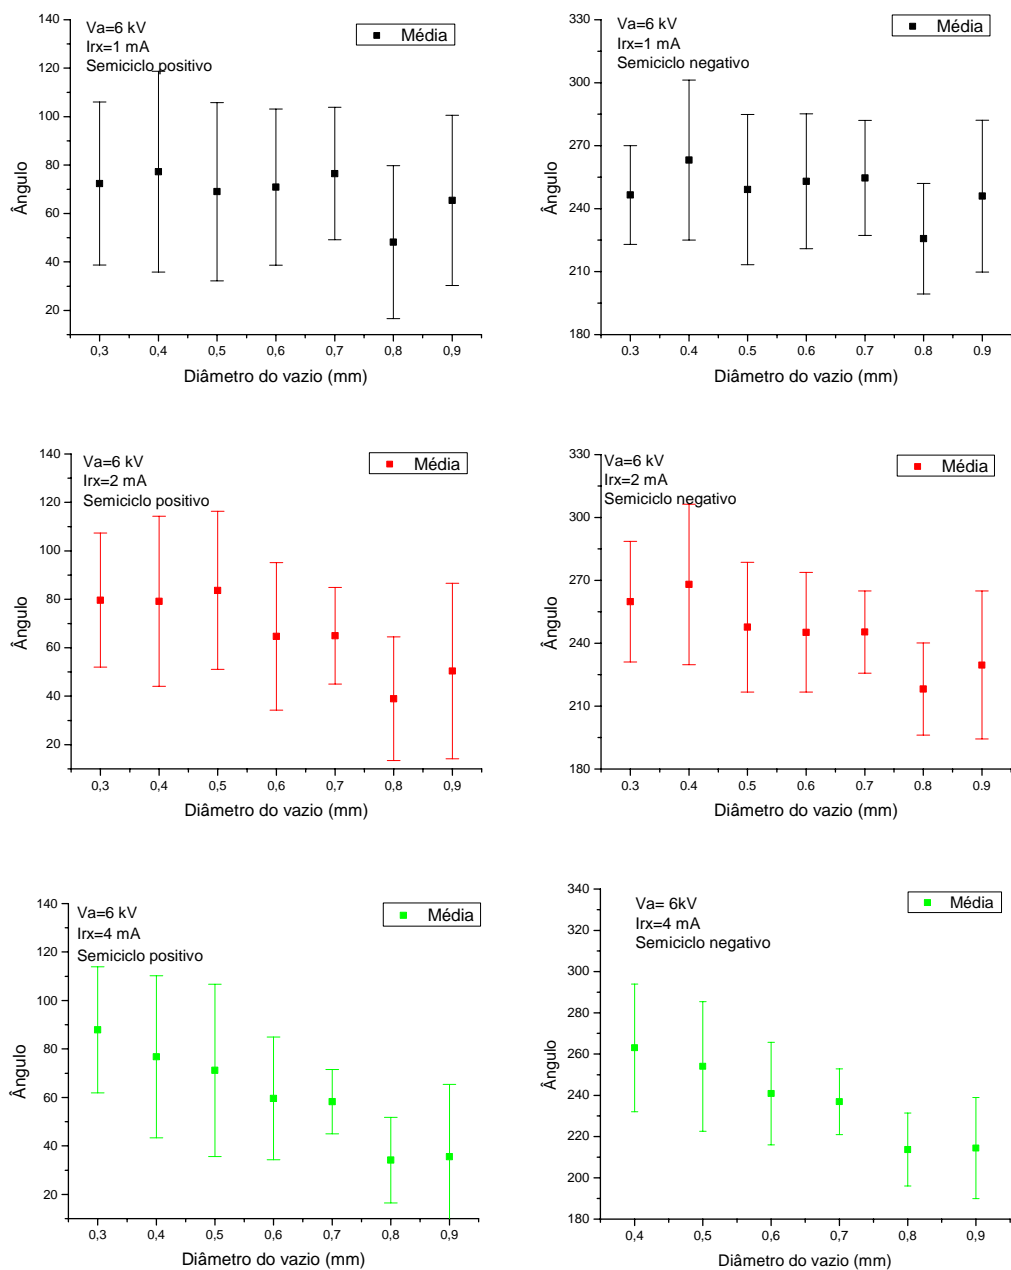 Va=6 kV
Irx=1 mA
Semiciclo positivo
Média
Ângulo
140
120
100
80
60
40
20
0,3 0,4 0,5 0,6 0,7 0,8 0,9
Diâmetro do vazio (mm)
Va=6 kV
Irx=1 mA
Semiciclo negativo
Média
Ângulo
330
300
270
240
210
180
0.3 0.4 0.5 0.6 0.7 0.8 0.9
Diâmetro do vazio (mm)
Va=6 kV
Irx=2 mA
Semiciclo positivo
Média
Ângulo
140
120
100
80
60
40
20
0,3 0,4 0,5 0,6 0,7 0,8 0,9
Diâmetro do vazio (mm)
Va=6 kV
Irx=2 mA
Semiciclo negativo
Média
Ângulo
330
300
270
240
210
180
0.3 0.4 0.5 0.6 0.7 0.8 0.9
Diâmetro do vazio (mm)
Va=6 kV
Irx=4 mA
Semiciclo positivo
Média
Ângulo
140
120
100
80
60
40
20
0,3 0,4 0,5 0,6 0,7 0,8 0,9
Diâmetro do vazio (mm)
Va= 6kV
Irx=4 mA
Semiciclo negativo
Média
Ângulo
340
320
300
280
260
240
220
200
180
0,4 0,5 0,6 0,7 0,8 0,9
Diâmetro do vazio (mm)